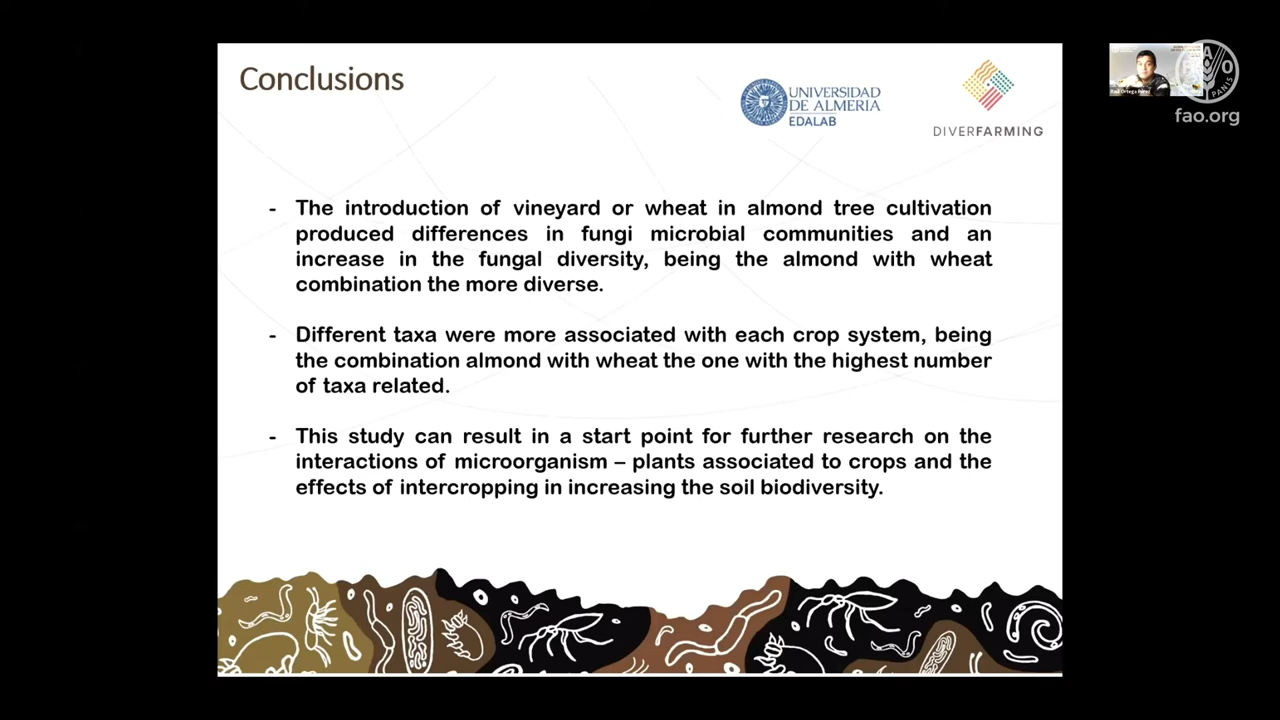 Conclusions
UNIVERSIDAD
DE ALMERIA
EDALAB
DIVERFARMING
fao.org
- The introduction of vineyard or wheat in almond tree cultivation
produced differences in fungi microbial communities and an
increase in the fungal diversity, being the almond with wheat
combination the more diverse.
- Different taxa were more associated with each crop system, being
the combination almond with wheat the one with the highest number
of taxa related.
- This study can result in a start point for further research on the
interactions of microorganism – plants associated to crops and the
effects of intercropping in increasing the soil biodiversity.